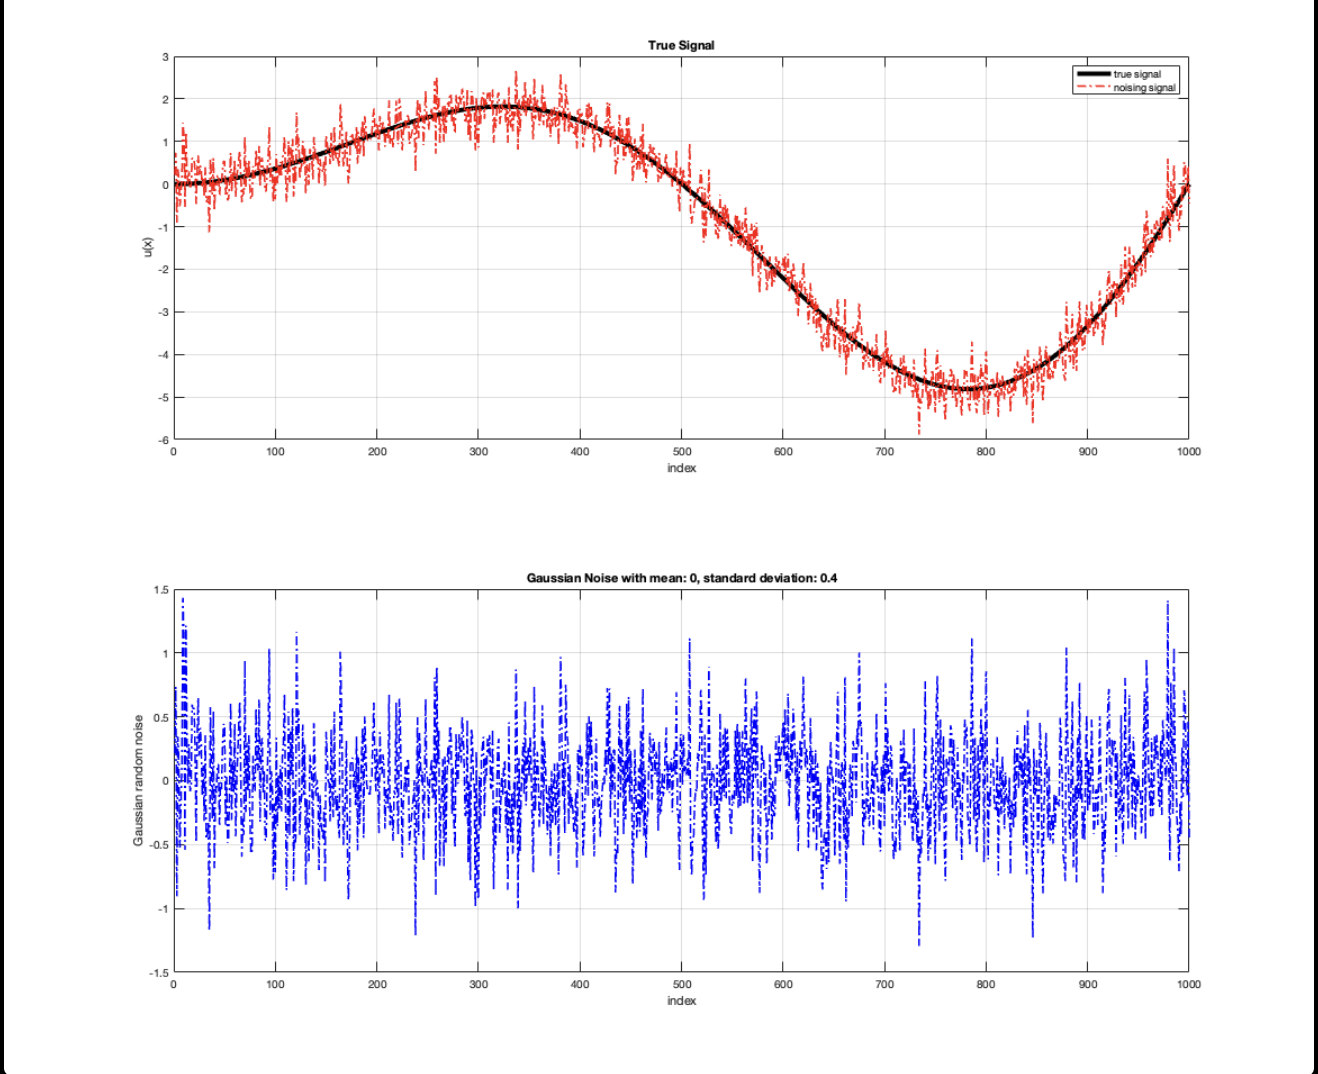 True Signal
true signal
noising signal
3
2
1
0
-1
-2
-3
-4
-5
-6
u(x)
0 100 200 300 400 500 600 700 800 900 1000
index
Gaussian Noise with mean: 0, standard deviation: 0.4
1.5
1
0.5
0
-0.5
-1
-1.5
Gaussian random noise
0 100 200 300 400 500 600 700 800 900 1000
index